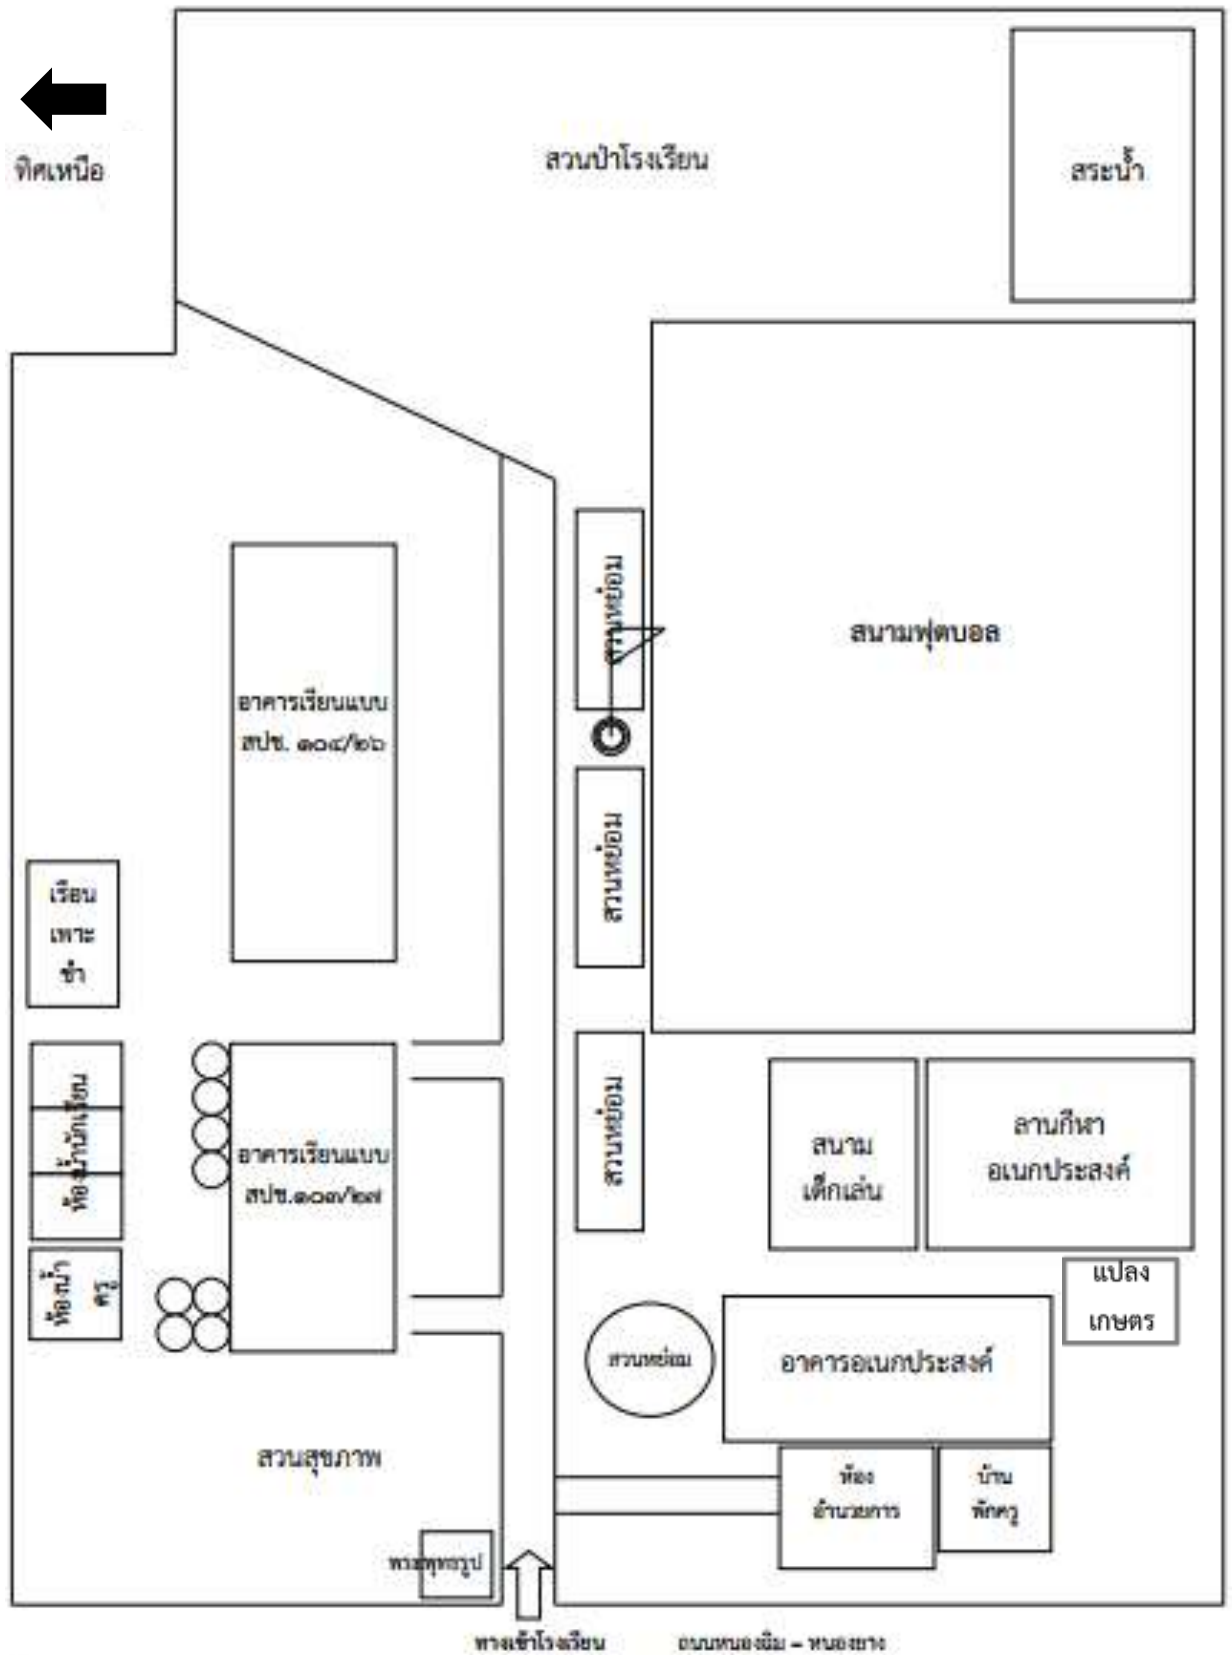 ทิศเหนือ
สวนป่าโรงเรียน
สระน้ำ
สวนหย่อม
สนามฟุตบอล
อาคารเรียนแบบ
สปช. ๑๐๔/๒๖
สวนหย่อม
เรือน
เพาะ
ชำ
ห้องน้ำนักเรียน
อาคารเรียนแบบ
สปช.๑๐๓/๒๗
สวนหย่อม
สนาม
เด็กเล่น
ลานกีฬา
อเนกประสงค์
ห้องน้ำ
ครู
แปลง
เกษตร
สวนหย่อม
อาคารอเนกประสงค์
สวนสุขภาพ
ห้อง
อำนวยการ
บ้าน
พักครู
พระพุทธรูป
ทางเข้าโรงเรียน
ถนนหนองฉิม – หนองยาง